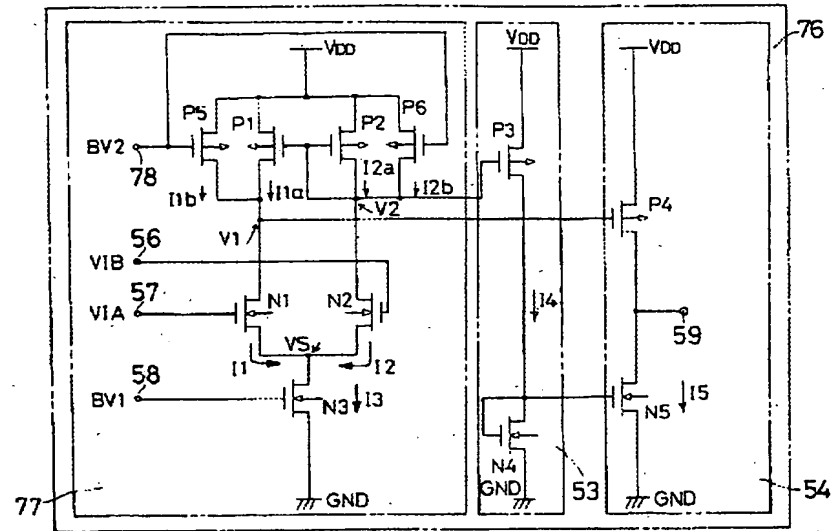 76
VDD
VDD
VDD
P5
P1
P2
P6
P3
BV2
78
I2a
I1b
I1a
I2b
V2
P4
V1
56
VIB
57
VIA
N1
N2
I4
59
VS
I1
I2
58
BV1
N3
I3
N5
I5
N4
77
GND
GND
53
GND
54